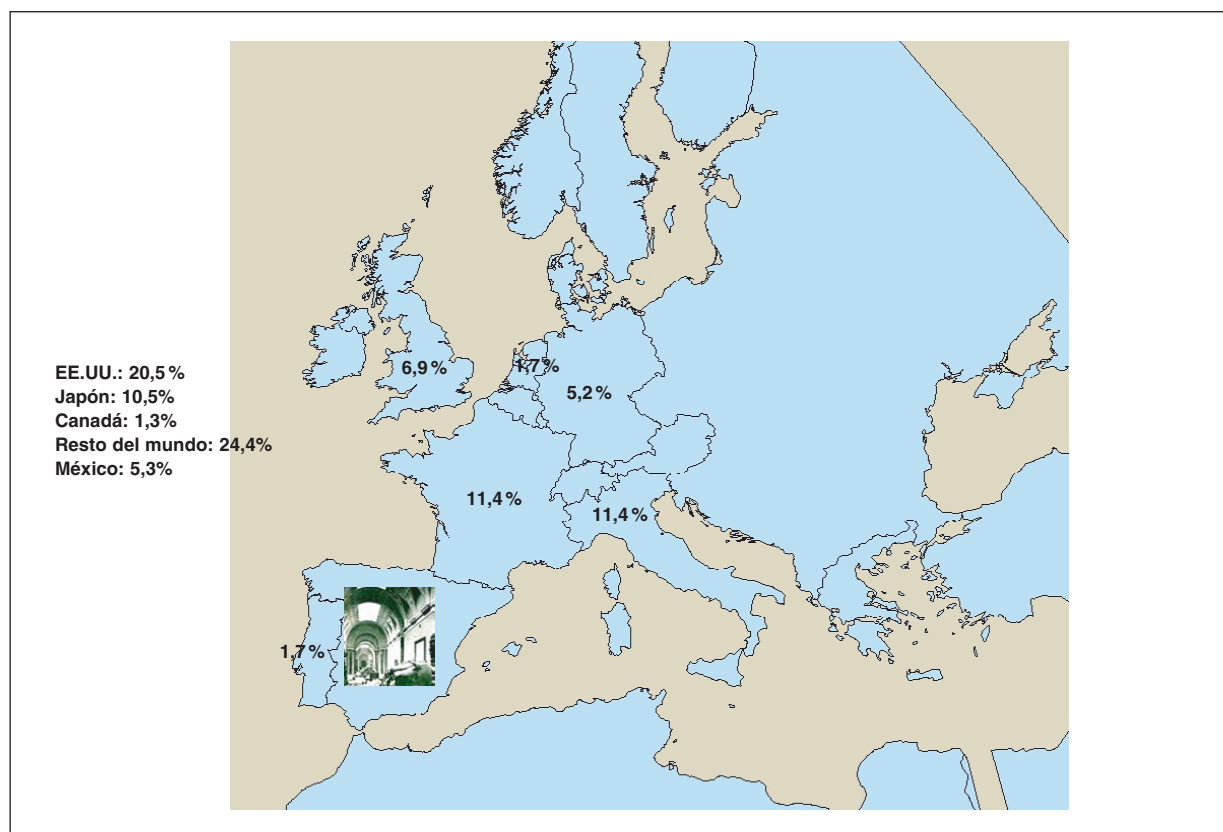 EE.UU.: 20,5 %
Japón: 10,5%
Canadá: 1,3%
Resto del mundo: 24,4%
México: 5,3%
6,9 %
1,7 %
5,2 %
11,4 %
11,4 %
1,7 %